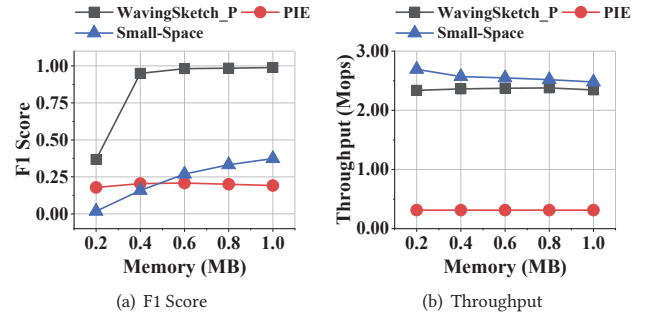 WavingSketch_P PIE
Small-Space
1.00
0.75
0.50
0.25
0.00
F1 Score
0.2 0.4 0.6 0.8 1.0
Memory (MB)
(a) F1 Score
WavingSketch_P PIE
Small-Space
3.00
2.00
1.00
0.00
Throughput (Mops)
0.2 0.4 0.6 0.8 1.0
Memory (MB)
(b) Throughput